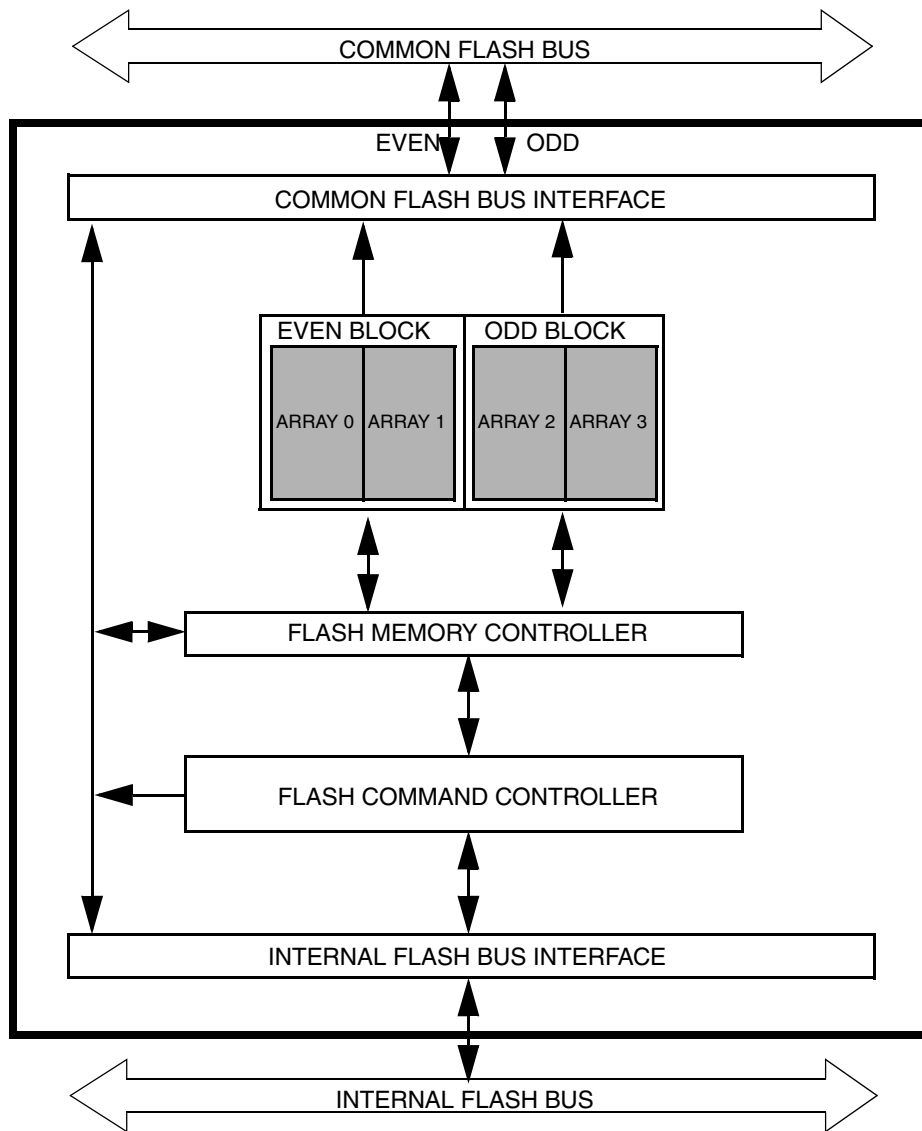 COMMON FLASH BUS
EVEN ODD
COMMON FLASH BUS INTERFACE
EVEN BLOCK ODD BLOCK
ARRAY 0 ARRAY 1 ARRAY 2 ARRAY 3
FLASH MEMORY CONTROLLER
FLASH COMMAND CONTROLLER
INTERNAL FLASH BUS INTERFACE
INTERNAL FLASH BUS